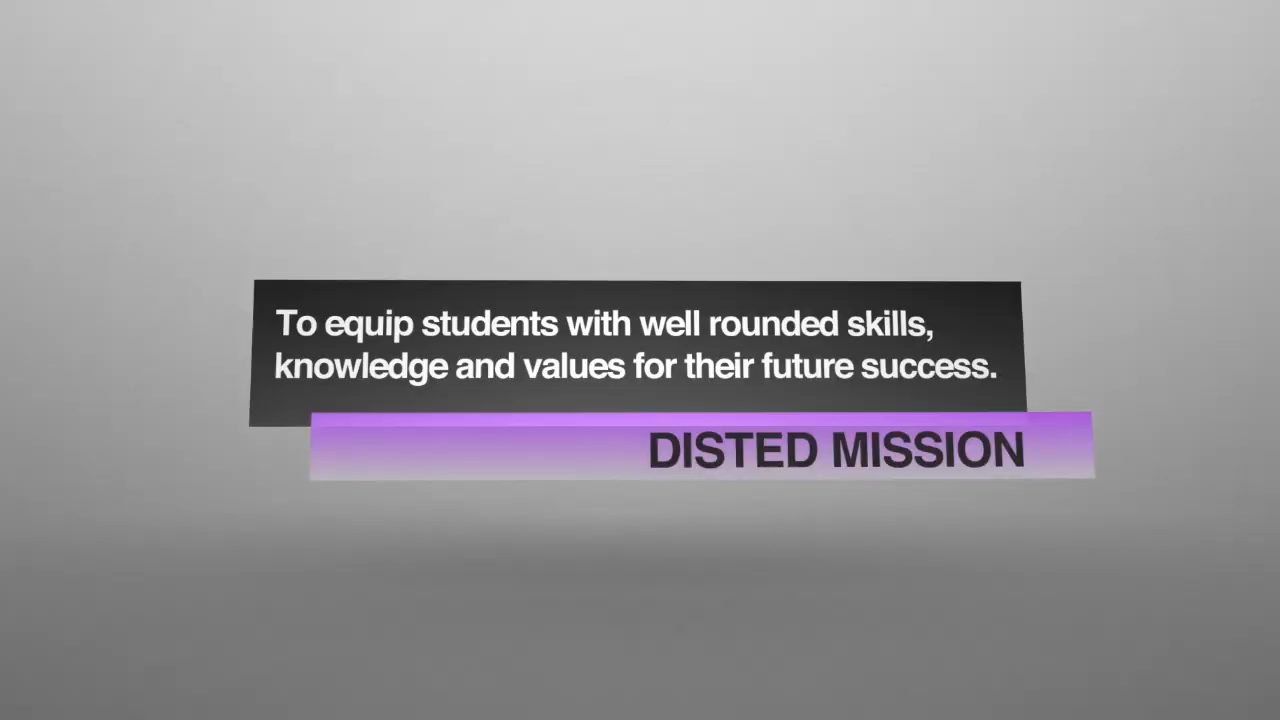 To equip students with well rounded skills,
knowledge and values for their future success.
DISTED MISSION